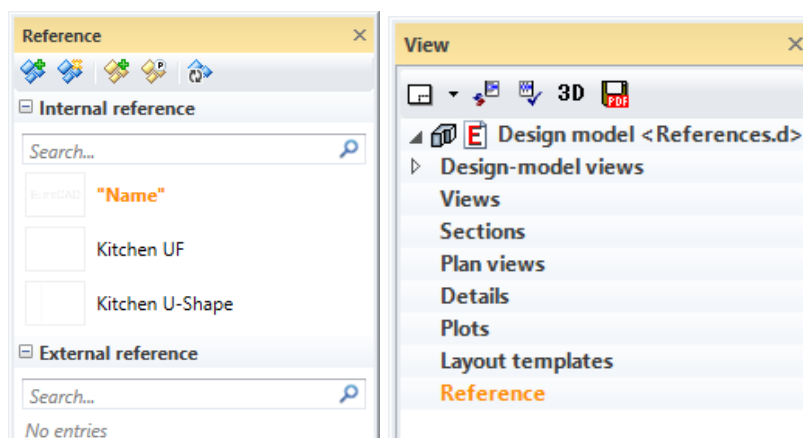 Reference
Internal reference
Search...
"Name"
Kitchen UF
Kitchen U-Shape
External reference
Search...
No entries
View
3D
PDF
E Design model <References.d>
Design-model views
Views
Sections
Plan views
Details
Plots
Layout templates
Reference